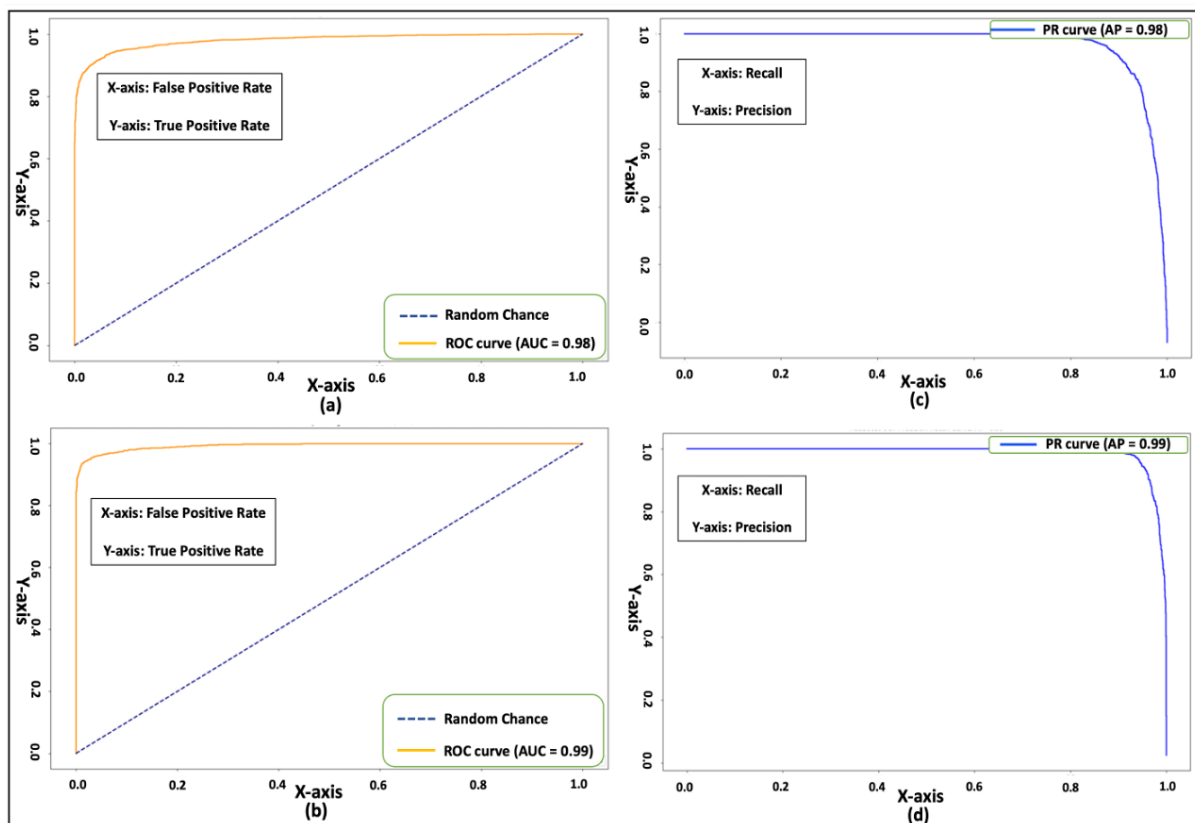 1.0
0.8
0.6
0.4
0.2
0.0
Y-axis
X-axis: False Positive Rate
Y-axis: True Positive Rate
Random Chance
ROC curve (AUC = 0.98)
0.0 0.2 0.4 0.6 0.8 1.0
X-axis
(a)
PR curve (AP = 0.98)
1.0
0.8
0.6
0.4
0.2
0.0
Y-axis
X-axis: Recall
Y-axis: Precision
0.0 0.2 0.4 0.6 0.8 1.0
X-axis
(c)
1.0
0.8
0.6
0.4
0.2
0.0
Y-axis
X-axis: False Positive Rate
Y-axis: True Positive Rate
Random Chance
ROC curve (AUC = 0.99)
0.0 0.2 0.4 0.6 0.8 1.0
X-axis
(b)
PR curve (AP = 0.99)
1.0
0.8
0.6
0.4
0.2
0.0
Y-axis
X-axis: Recall
Y-axis: Precision
0.0 0.2 0.4 0.6 0.8 1.0
X-axis
(d)